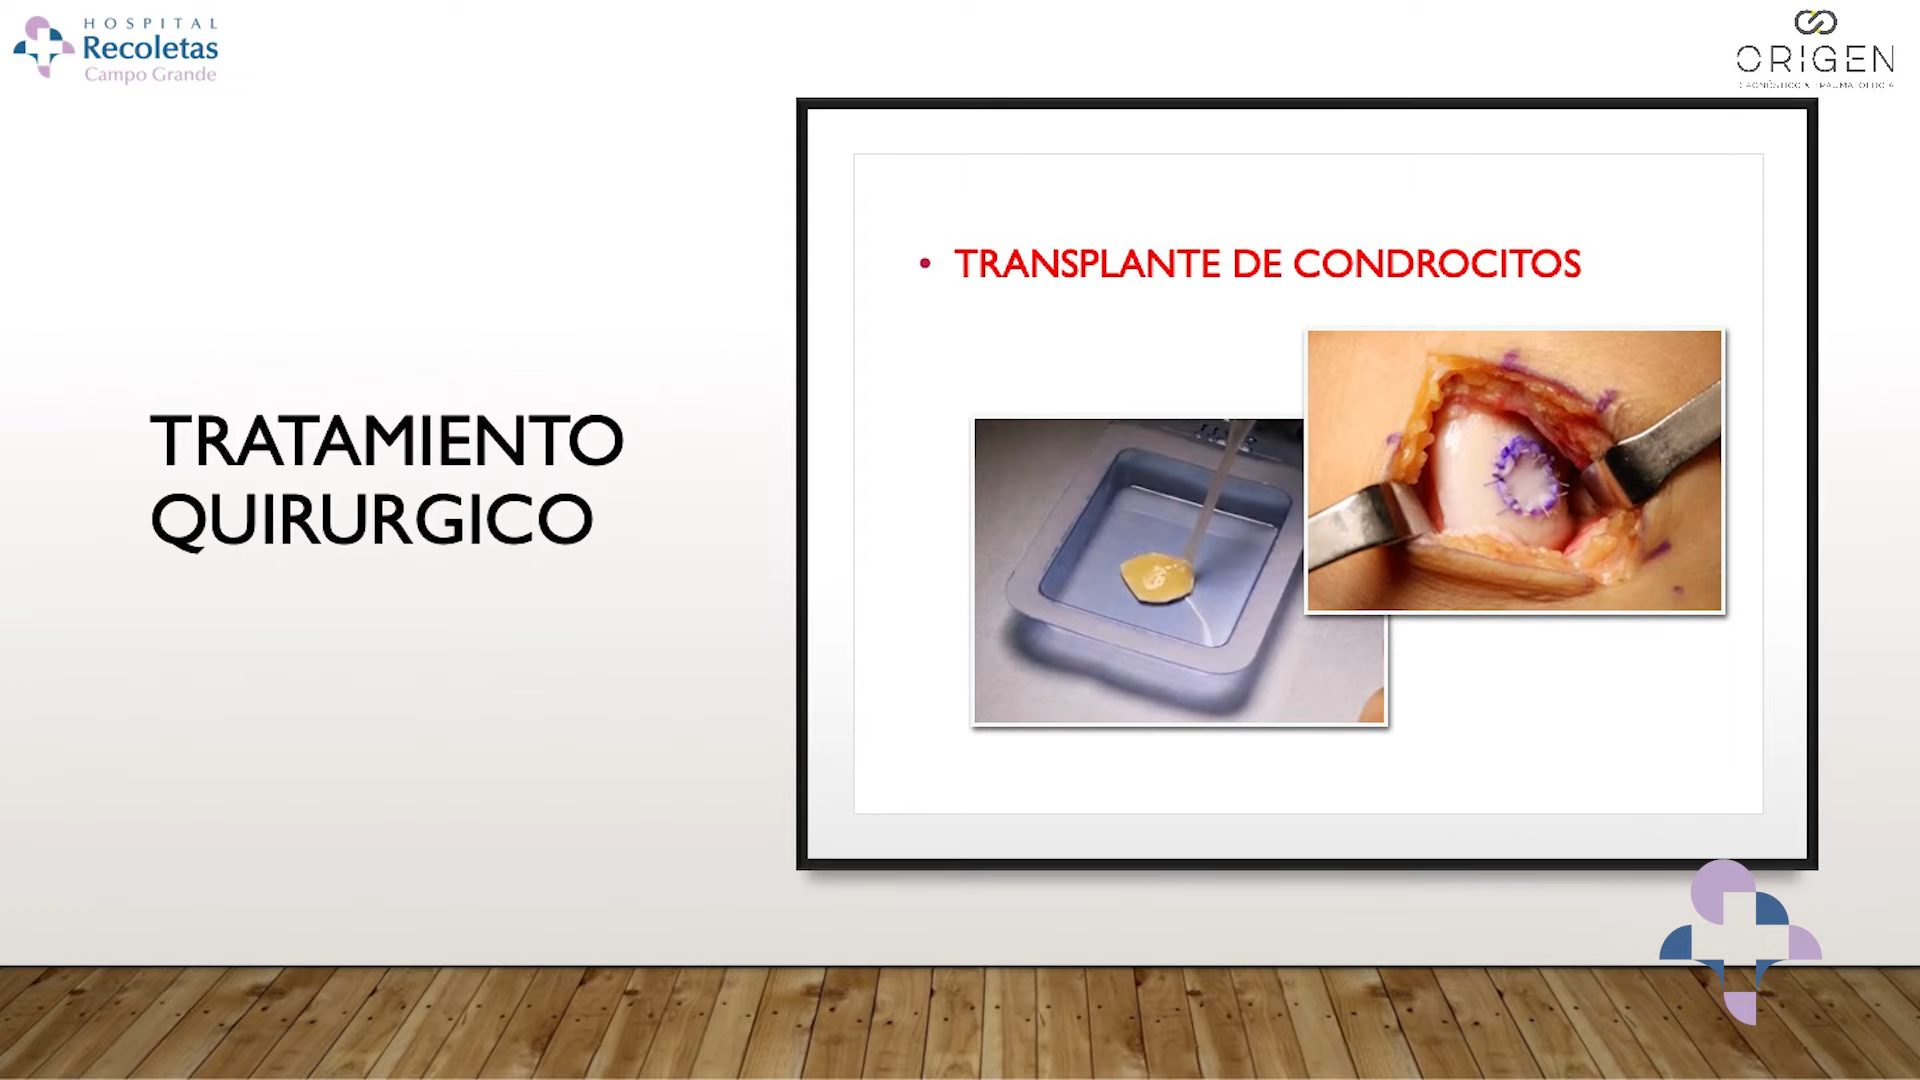 HOSPITAL
Recoletas
Campo Grande
ORIGEN
TRATAMIENTO
QUIRURGICO
• TRANSPLANTE DE CONDROCITOS